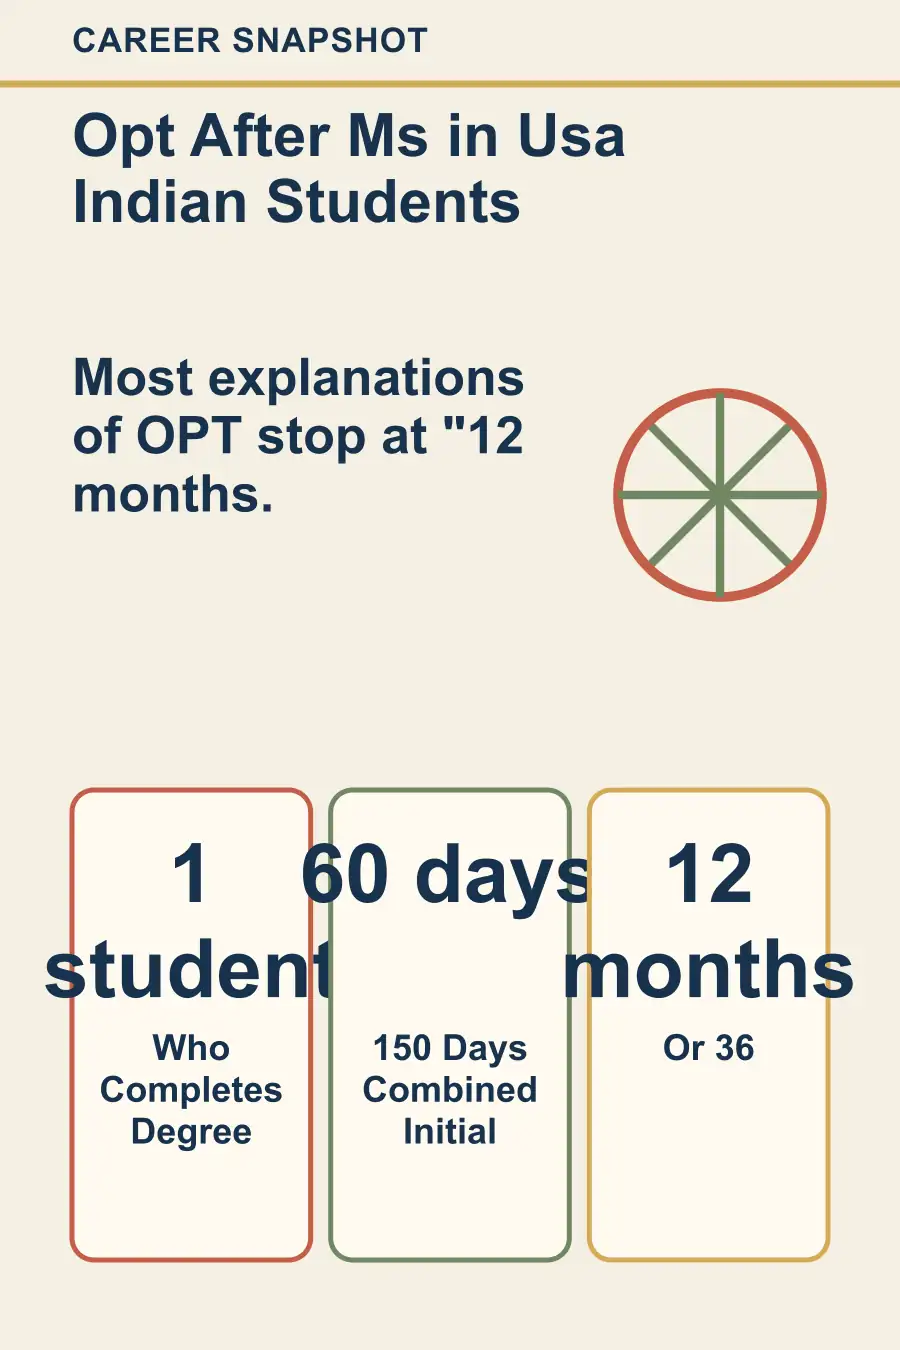 CAREER SNAPSHOT
Opt After Ms in Usa
Indian Students
Most explanations
of OPT stop at "12
months.
1
student
Who
Completes
Degree
60 days
150 Days
Combined
Initial
12
months
Or 36